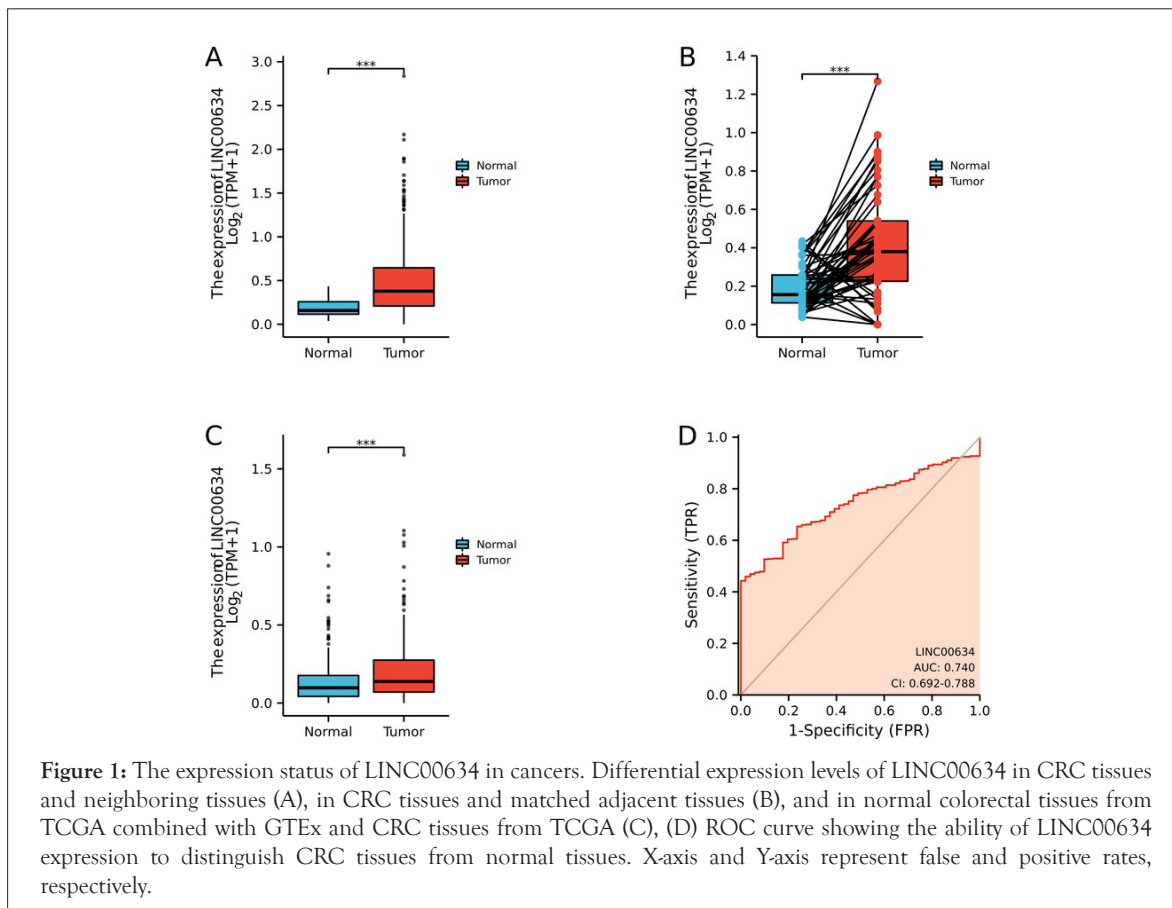 A
The expression of LINC00634
Log2 (TPM+1)
3.0
2.5
2.0
1.5
1.0
0.5
0.0
***
Normal
Tumor
Normal
Tumor
B
The expression of LINC00634
Log2 (TPM+1)
1.4
1.2
1.0
0.8
0.6
0.4
0.2
0.0
***
Normal
Tumor
Normal
Tumor
C
The expression of LINC00634
Log2 (TPM+1)
1.5
1.0
0.5
0.0
***
Normal
Tumor
Normal
Tumor
D
Sensitivity (TPR)
1.0
0.8
0.6
0.4
0.2
0.0
LINC00634
AUC: 0.740
CI: 0.692-0.788
0.0 0.2 0.4 0.6 0.8 1.0
1-Specificity (FPR)
Figure 1: The expression status of LINC00634 in cancers. Differential expression levels of LINC00634 in CRC tissues
and neighboring tissues (A), in CRC tissues and matched adjacent tissues (B), and in normal colorectal tissues from
TCGA combined with GTEx and CRC tissues from TCGA (C), (D) ROC curve showing the ability of LINC00634
expression to distinguish CRC tissues from normal tissues. X-axis and Y-axis represent false and positive rates,
respectively.